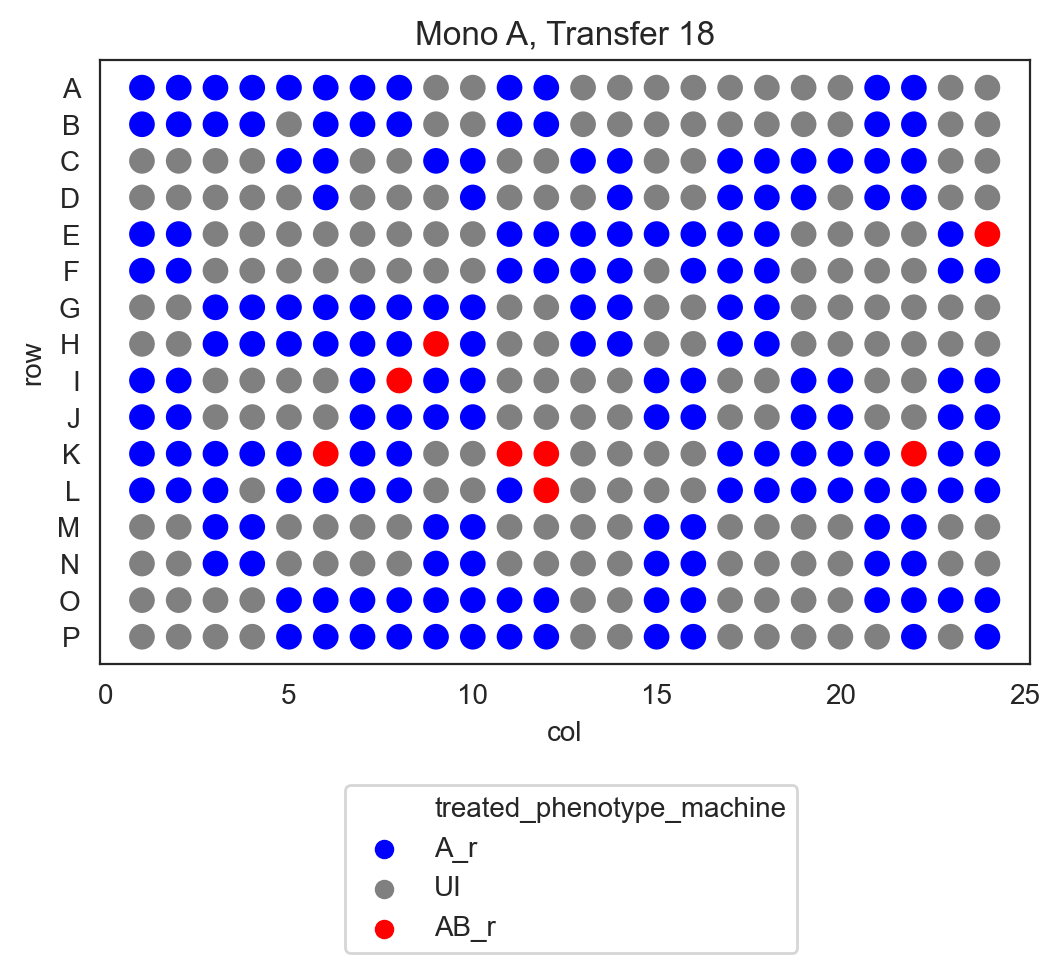 Mono A, Transfer 18
A
B
C
D
E
F
G
H
I
J
K
L
M
N
O
P
row
0 5 10 15 20 25
col
treated_phenotype_machine
A_r
UI
AB_r